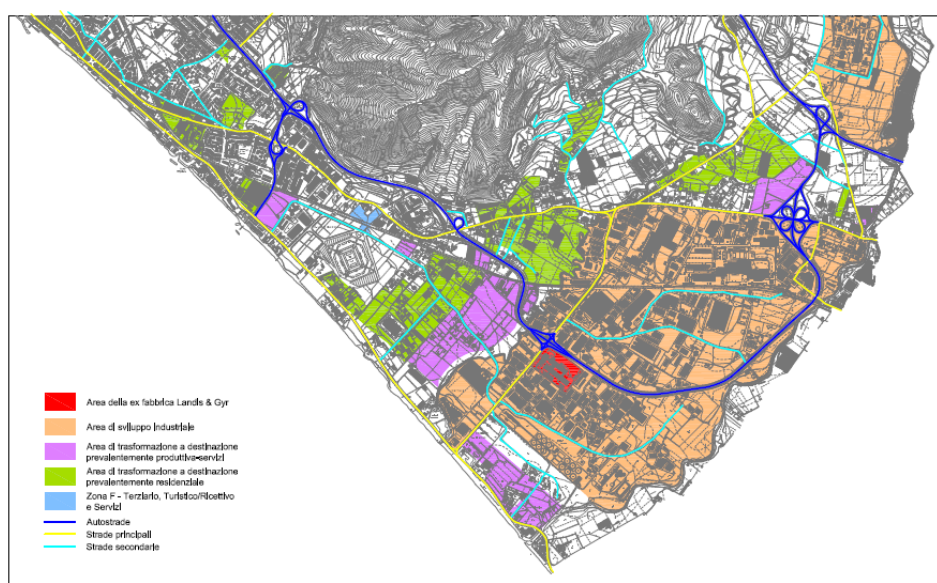 Area della ex fabbrica Landis & Gyr
Area di sviluppo industriale
Area di trasformazione a destinazione
prevalentemente produttiva-servizi
Area di trasformazione a destinazione
prevalentemente residenziale
Zona F - Terziario, Turistico/Ricettivo
e Servizi
Autostrade
Strade principali
Strade secondarie